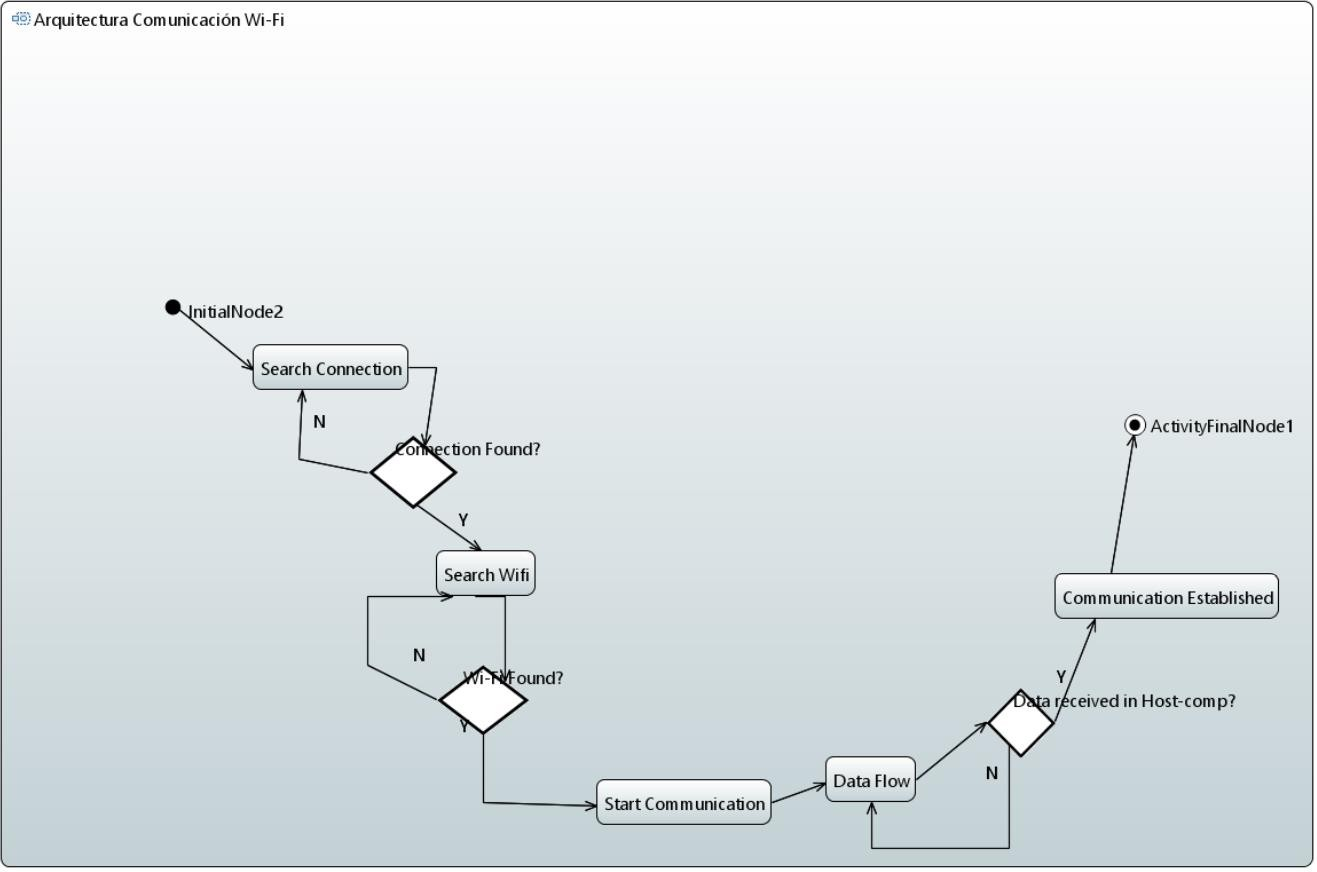 Arquitectura Comunicación Wi-Fi
InitialNode2
Search Connection
N
Connection Found?
Y
Search Wifi
N
Wi-Fi Found?
Y
Start Communication
Data Flow
N
Data received in Host-comp?
Y
Communication Established
ActivityFinalNode1